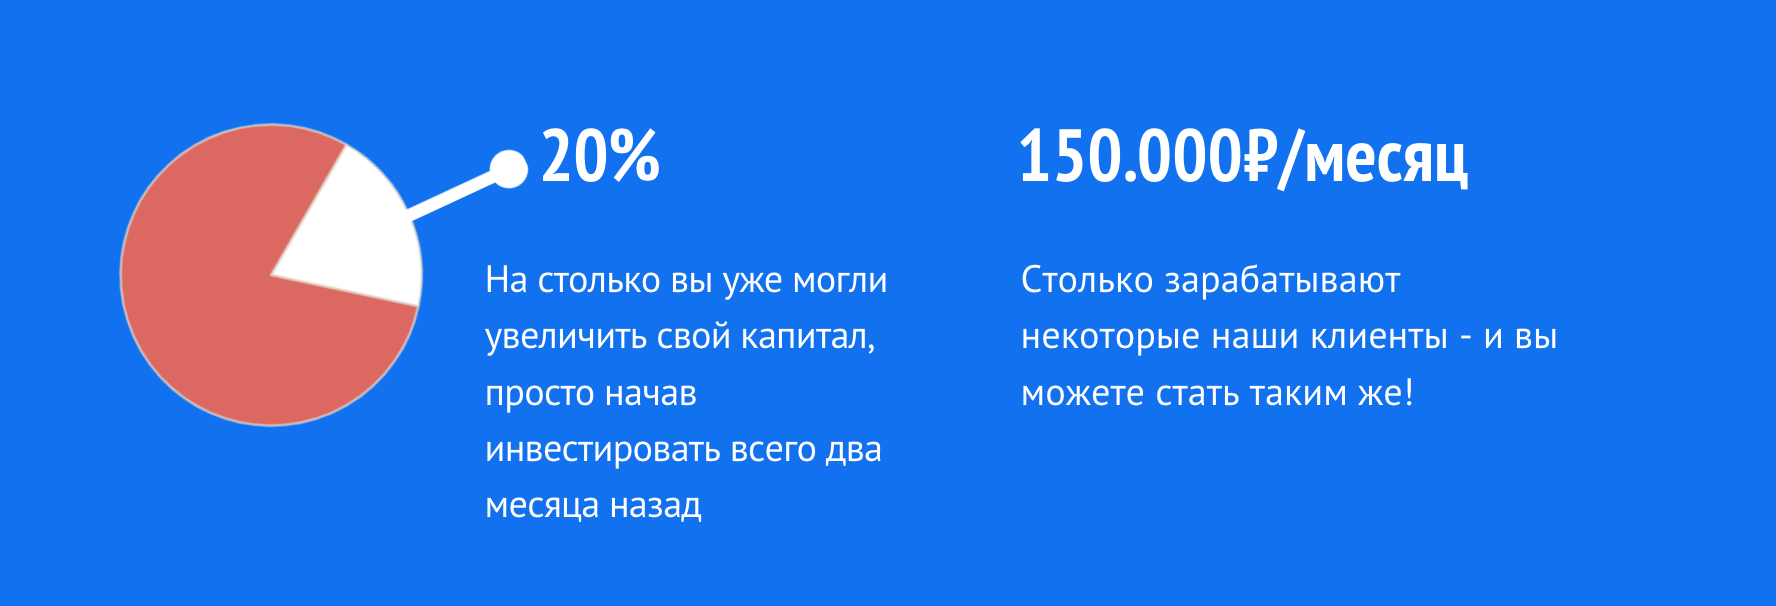 20%
На столько вы уже могли
увеличить свой капитал,
просто начав
инвестировать всего два
месяца назад
150.000₽/месяц
Столько зарабатывают
некоторые наши клиенты - и вы
можете стать таким же!